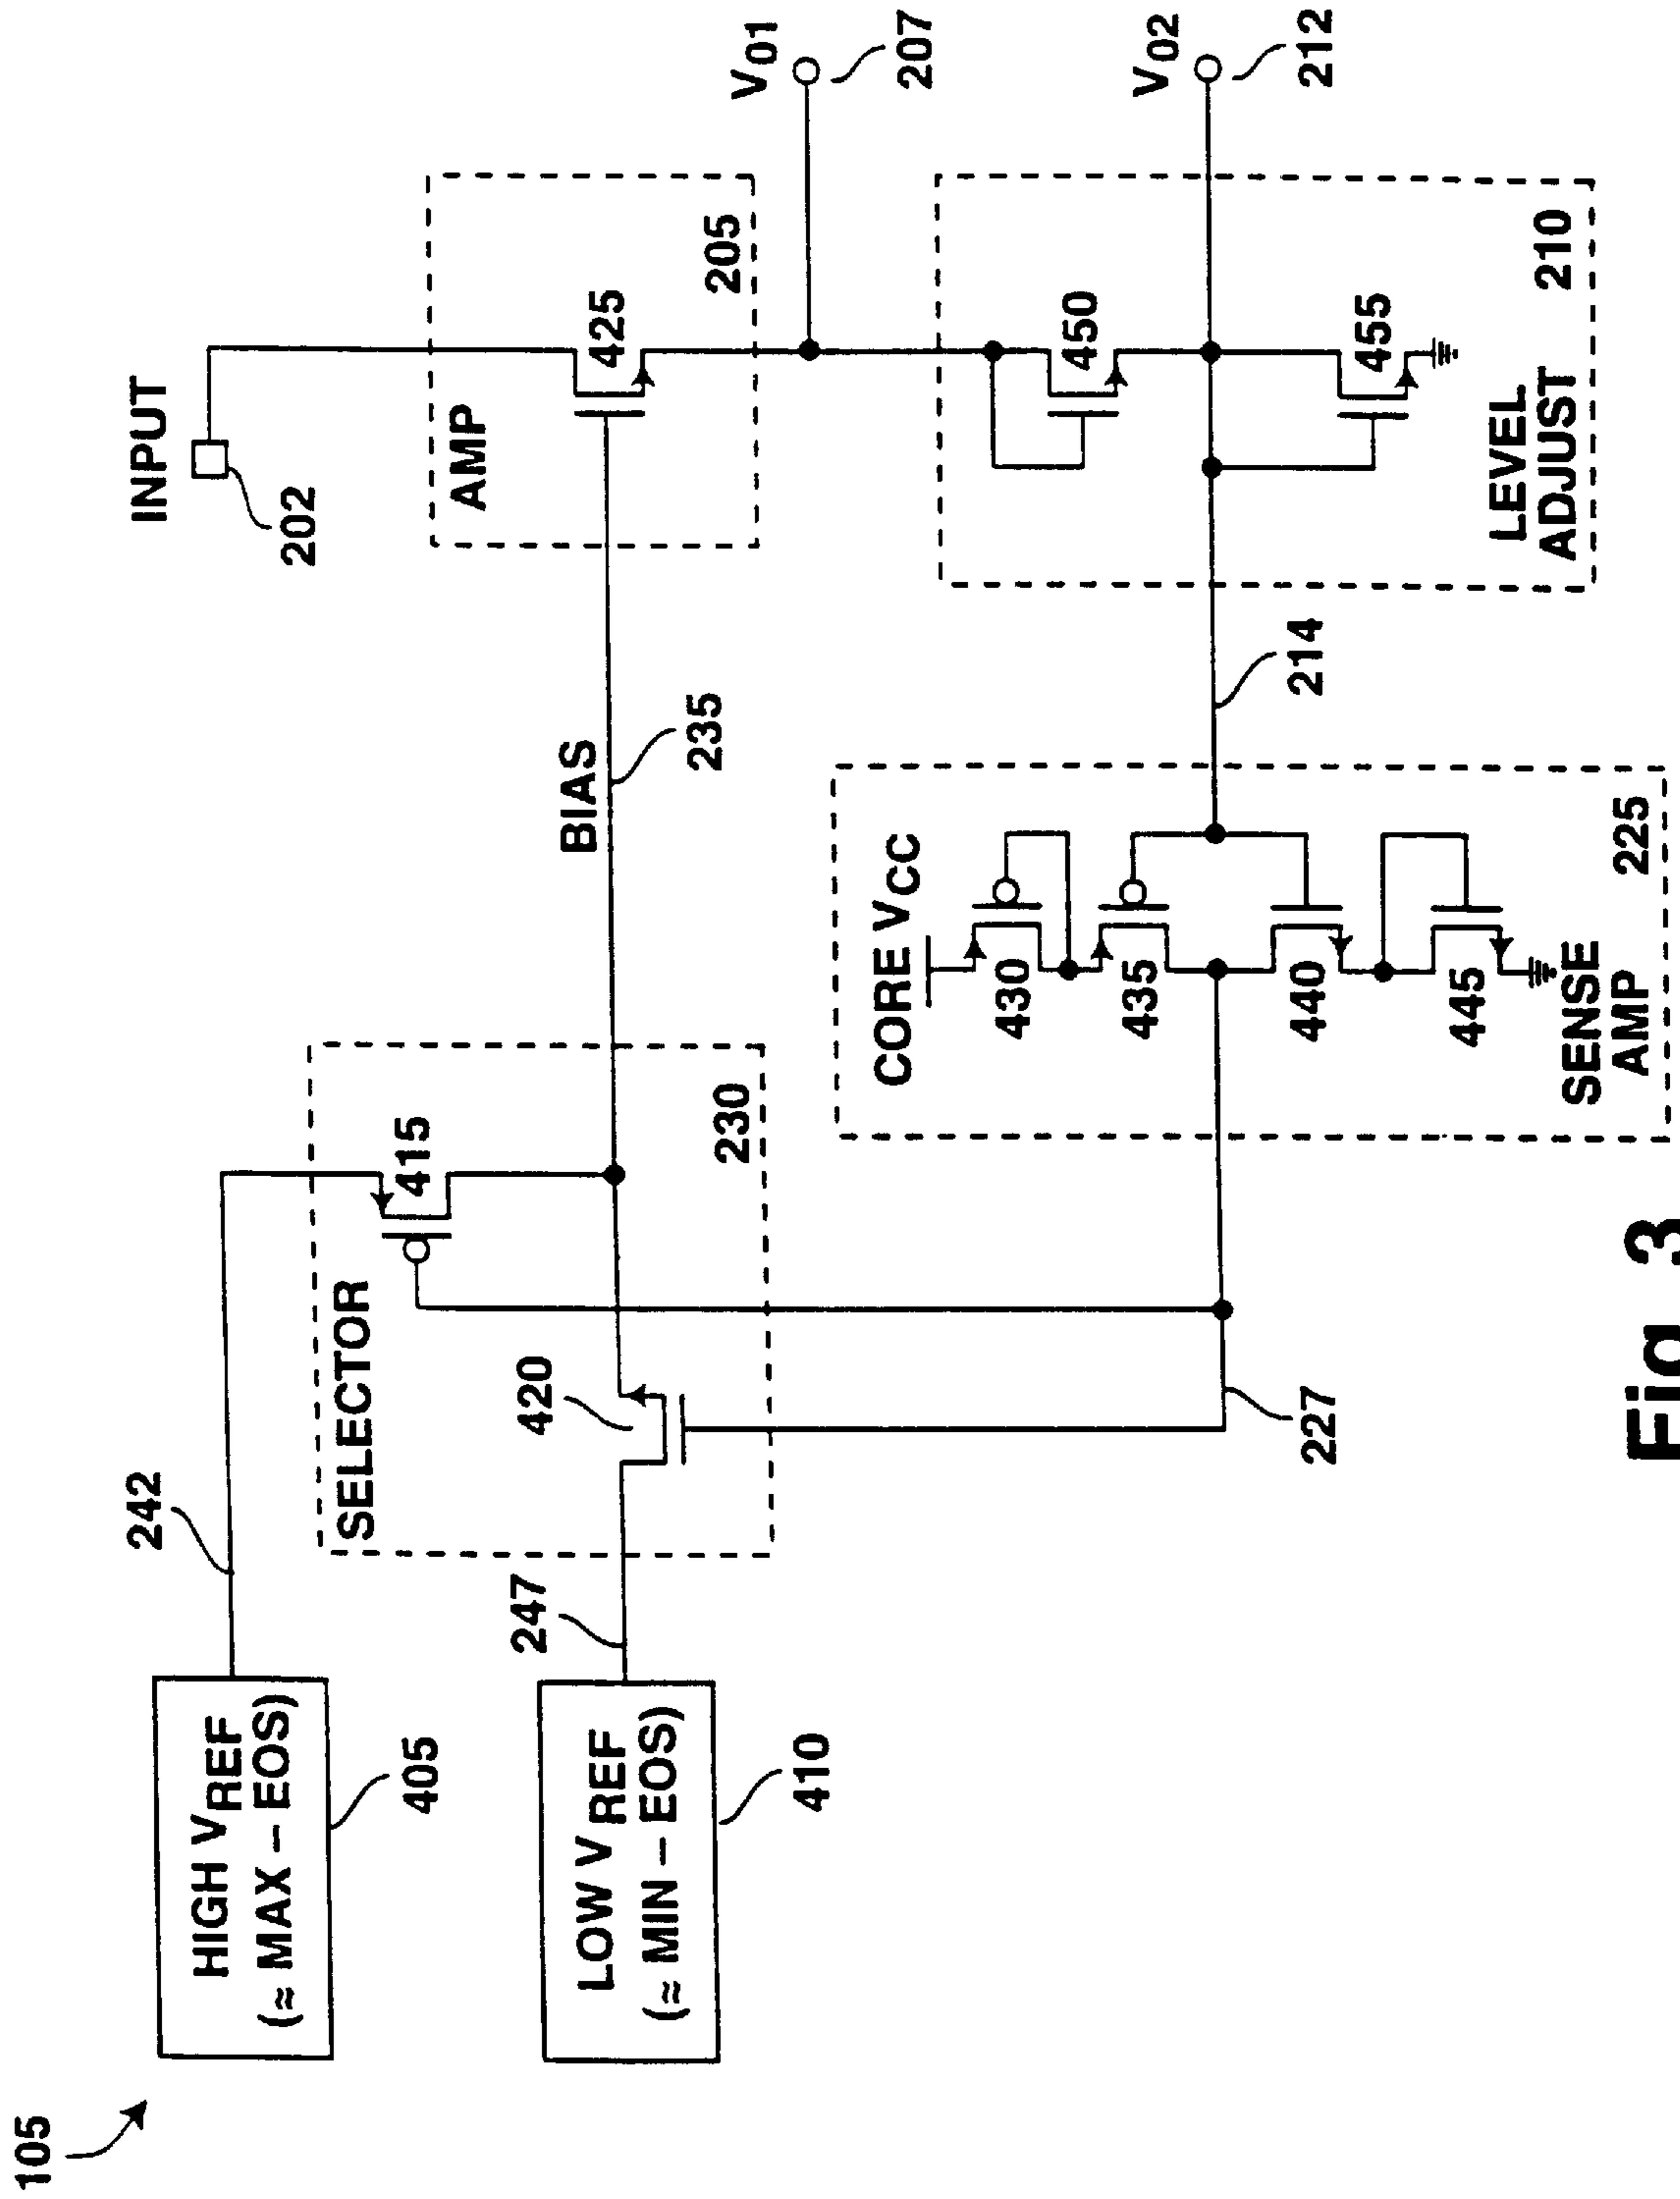 105
HIGH VREF
(≈ MAX – EOS)
405
242
LOW VREF
(≈ MIN – EOS)
410
247
SELECTOR
415
420
230
227
BIAS
235
INPUT
202
AMP
425
205
V01
207
CORE VCC
430
435
440
445
SENSE
AMP
225
214
450
455
LEVEL
ADJUST
210
V02
212
Fig. 3